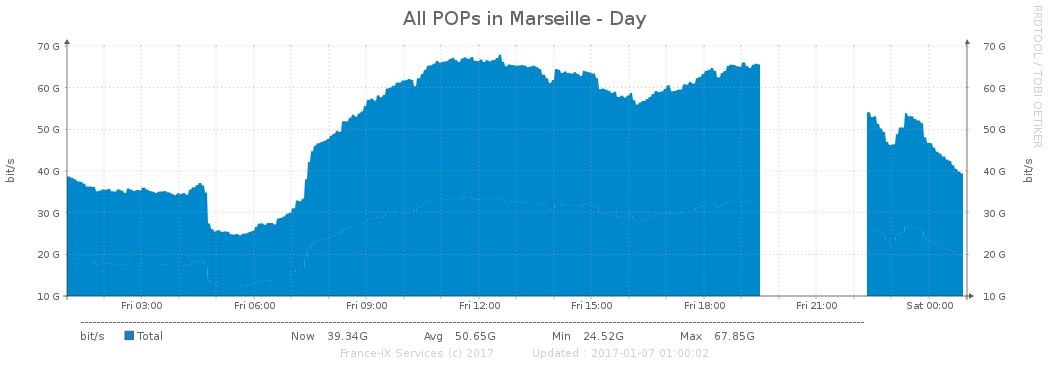 All POPs in Marseille - Day
RRDTOOL / TOBI OETIKER
70 G 70 G
60 G 60 G
50 G 50 G
40 G 40 G
30 G 30 G
20 G 20 G
10 G 10 G
bit/s
bit/s
Fri 03:00 Fri 06:00 Fri 09:00 Fri 12:00 Fri 15:00 Fri 18:00 Fri 21:00 Sat 00:00
bit/s Total Now 39.34G Avg 50.65G Min 24.52G Max 67.85G
France-IX Services (c) 2017 Updated : 2017-01-07 01:00:02